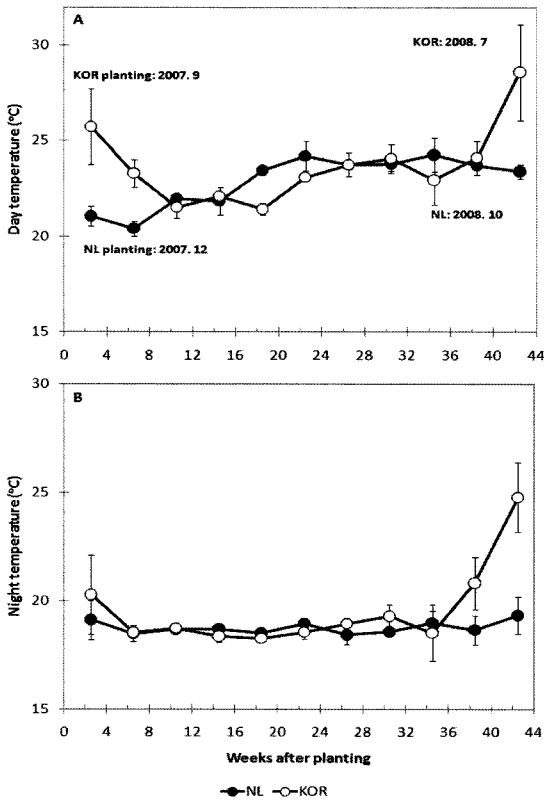 A
KOR: 2008. 7
KOR planting: 2007. 9
NL: 2008. 10
NL planting: 2007. 12
Day temperature (°C)
30
25
20
15
0 4 8 12 16 20 24 28 32 36 40 44
B
Night temperature (°C)
30
25
20
15
0 4 8 12 16 20 24 28 32 36 40 44
Weeks after planting
NL KOR